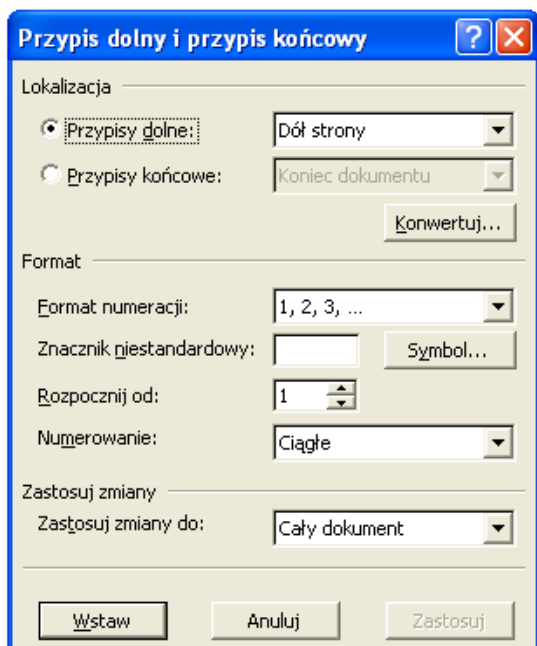 Przypis dolny i przypis końcowy
Lokalizacja
Przypisy dolne: Dół strony
Przypisy końcowe: Koniec dokumentu
Konwertuj...
Format
Format numeracji: 1, 2, 3, ...
Znacznik niestandardowy: Symbol...
Rozpocznij od: 1
Numerowanie: Ciągłe
Zastosuj zmiany
Zastosuj zmiany do: Cały dokument
Wstaw Anuluj Zastosuj